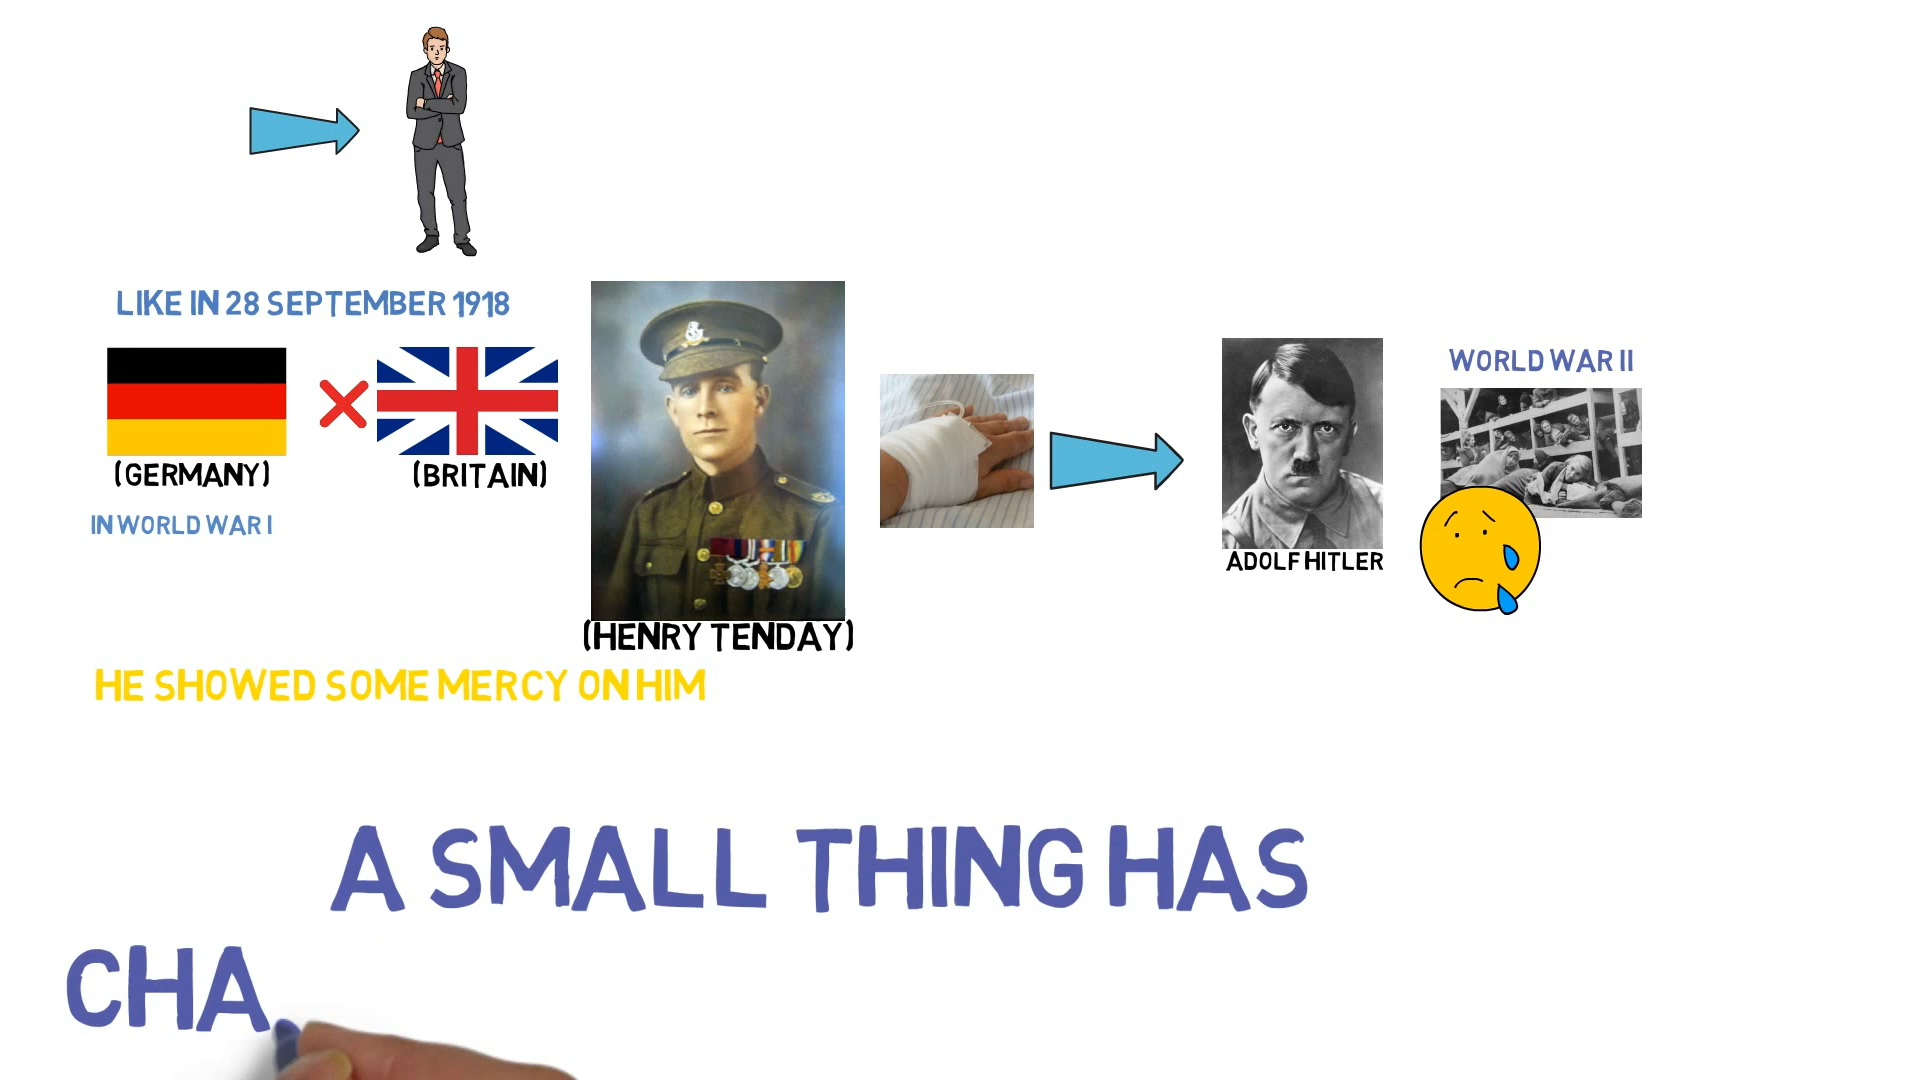 LIKE IN 28 SEPTEMBER 1918
(GERMANY)
(BRITAIN)
IN WORLD WAR I
(HENRY TENDAY)
WORLD WAR II
ADOLF HITLER
HE SHOWED SOME MERCY ON HIM
A SMALL THING HAS
CHA